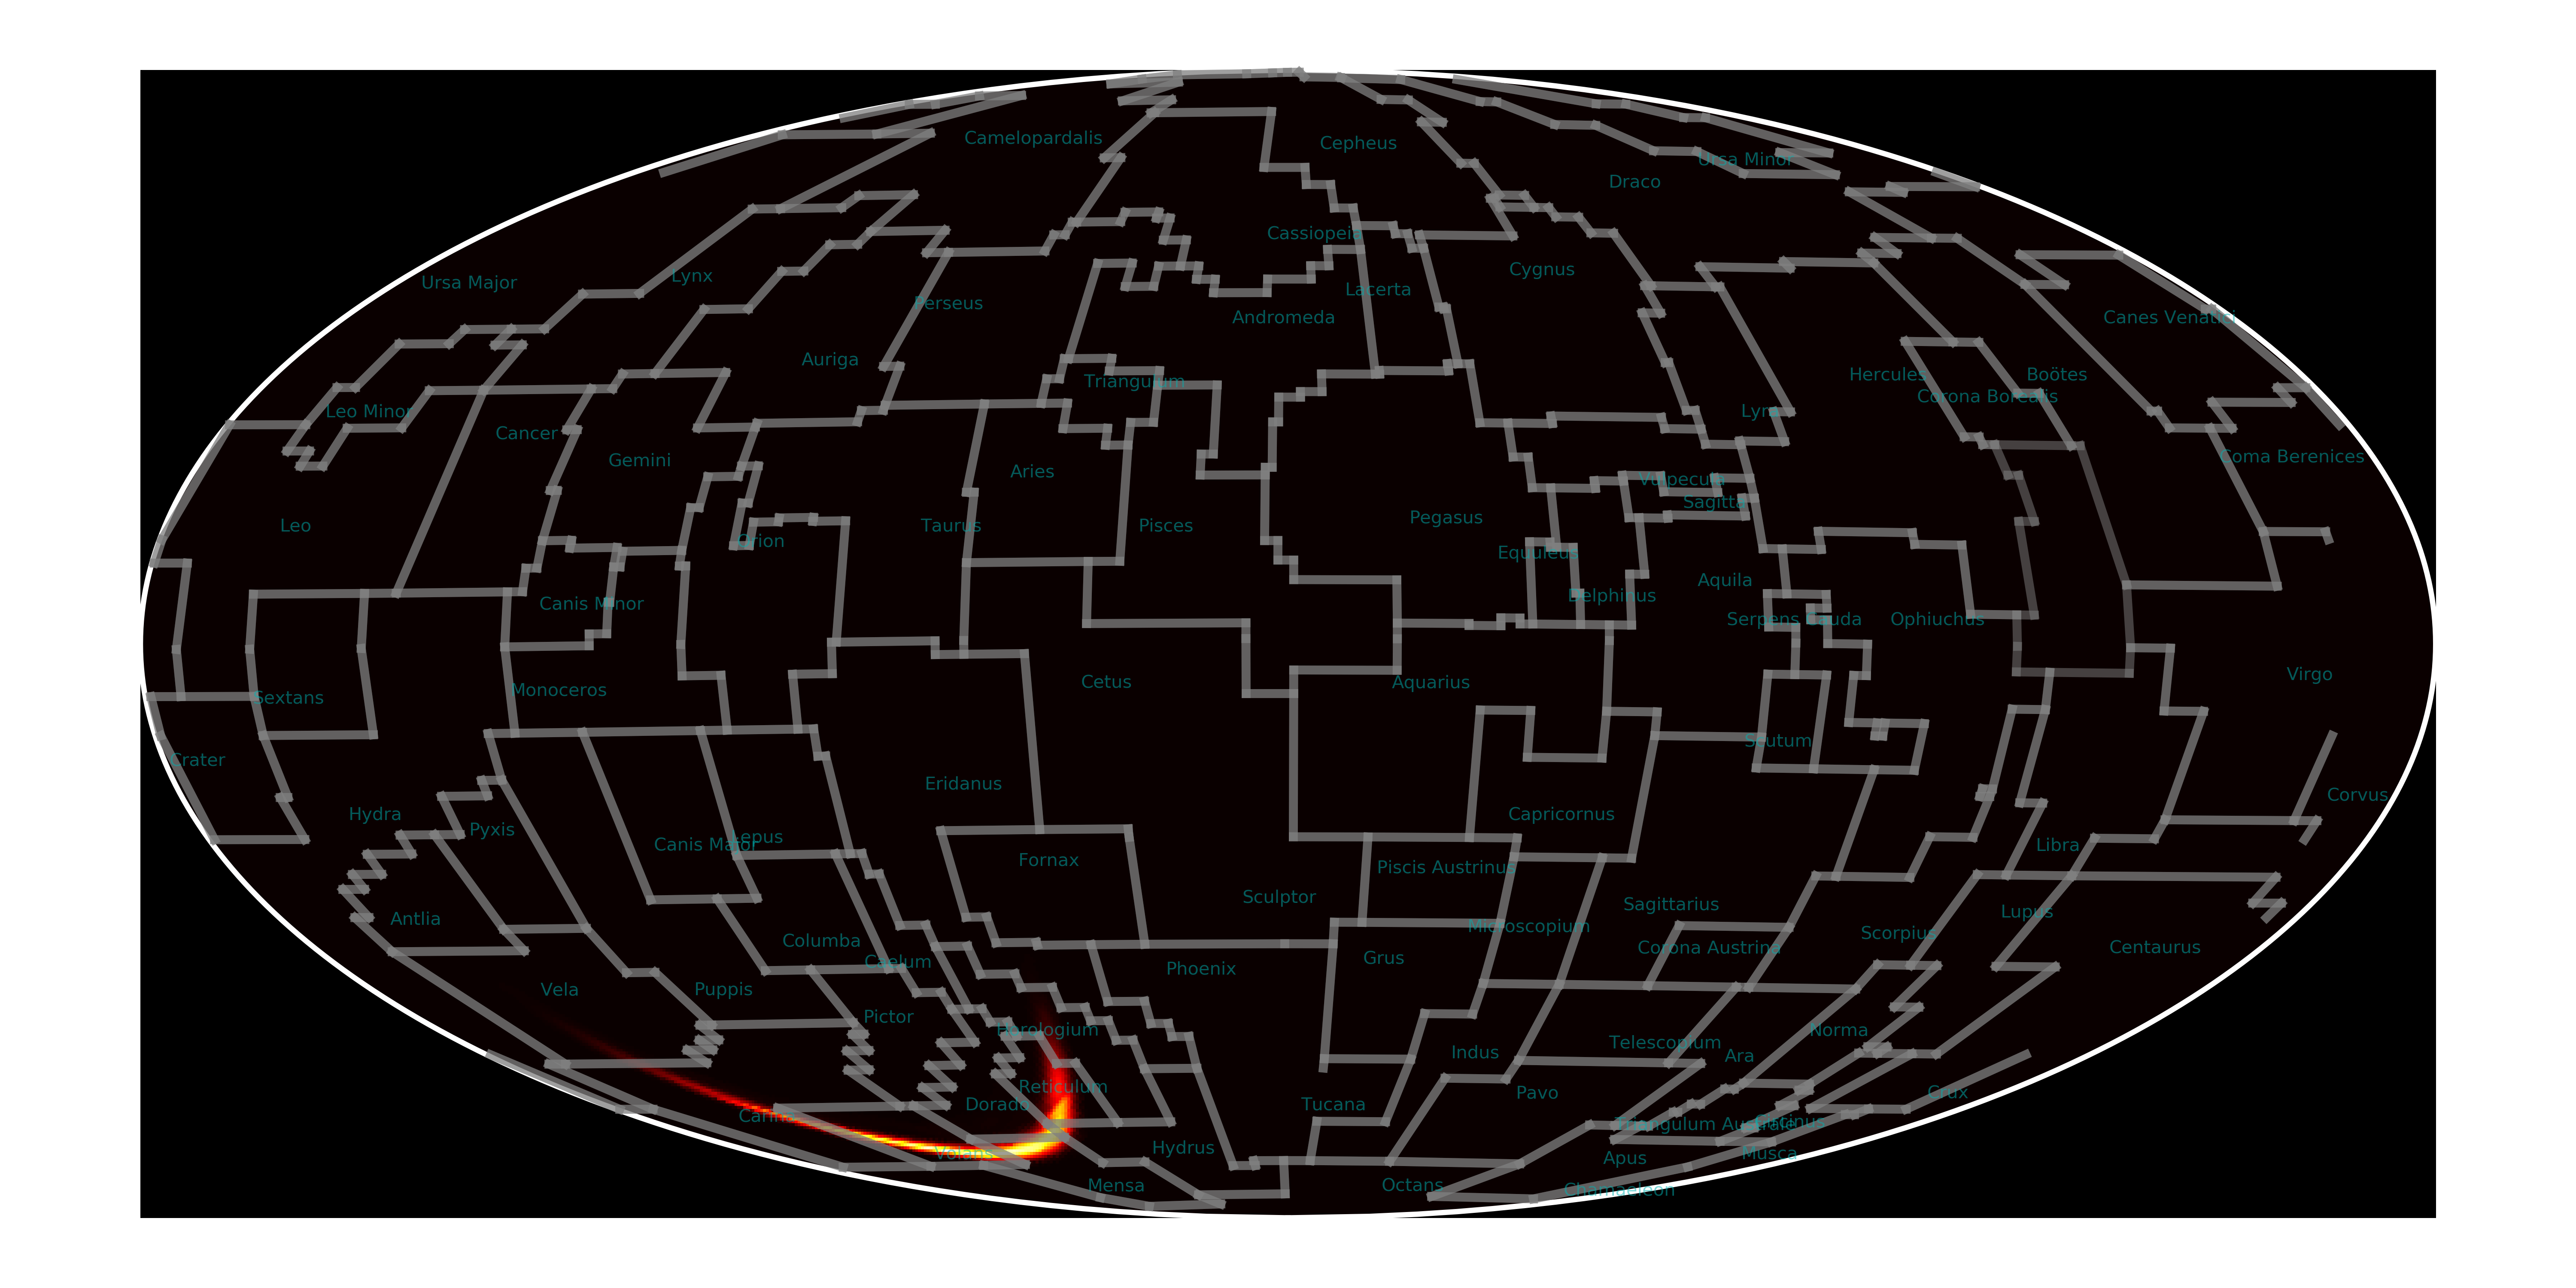 Camelopardalis
Cepheus
Ursa Minor
Draco
Cassiopeia
Cygnus
Lynx
Ursa Major
Lacerta
Perseus
Andromeda
Canes Venatici
Auriga
Hercules
Boötes
Triangulum
Corona Borealis
Leo Minor
Lyra
Cancer
Coma Berenices
Gemini
Aries
Vulpecula
Sagitta
Pegasus
Leo
Taurus
Pisces
Orion
Equuleus
Aquila
Delphinus
Canis Minor
Serpens Cauda
Ophiuchus
Virgo
Cetus
Aquarius
Monoceros
Sextans
Scutum
Crater
Eridanus
Corvus
Hydra
Capricornus
Pyxis
Lepus
Canis Major
Libra
Fornax
Piscis Austrinus
Sculptor
Sagittarius
Lupus
Antlia
Microscopium
Scorpius
Columba
Corona Austrina
Centaurus
Grus
Caelum
Phoenix
Vela
Puppis
Pictor
Horologium
Norma
Telescopium
Indus
Ara
Reticulum
Pavo
Crux
Dorado
Tucana
Carina
Triangulum Australe
Circinus
Hydrus
Volans
Musca
Apus
Mensa
Octans
Chamaeleon